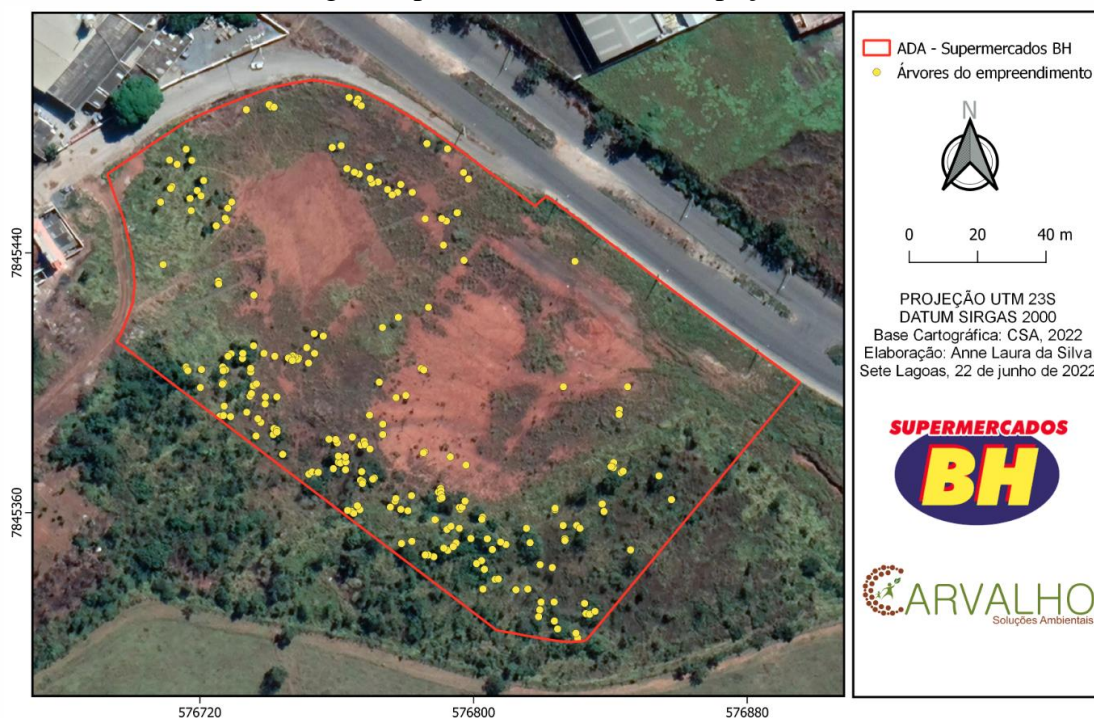 ADA - Supermercados BH
Árvores do empreendimento
N
0 20 40 m
PROJEÇÃO UTM 23S
DATUM SIRGAS 2000
Base Cartográfica: CSA, 2022
Elaboração: Anne Laura da Silva
Sete Lagoas, 22 de junho de 2022
SUPERMERCADOS
BH
CARVALHO
Soluções Ambientais
7845440
7845360
576720 576800 576880